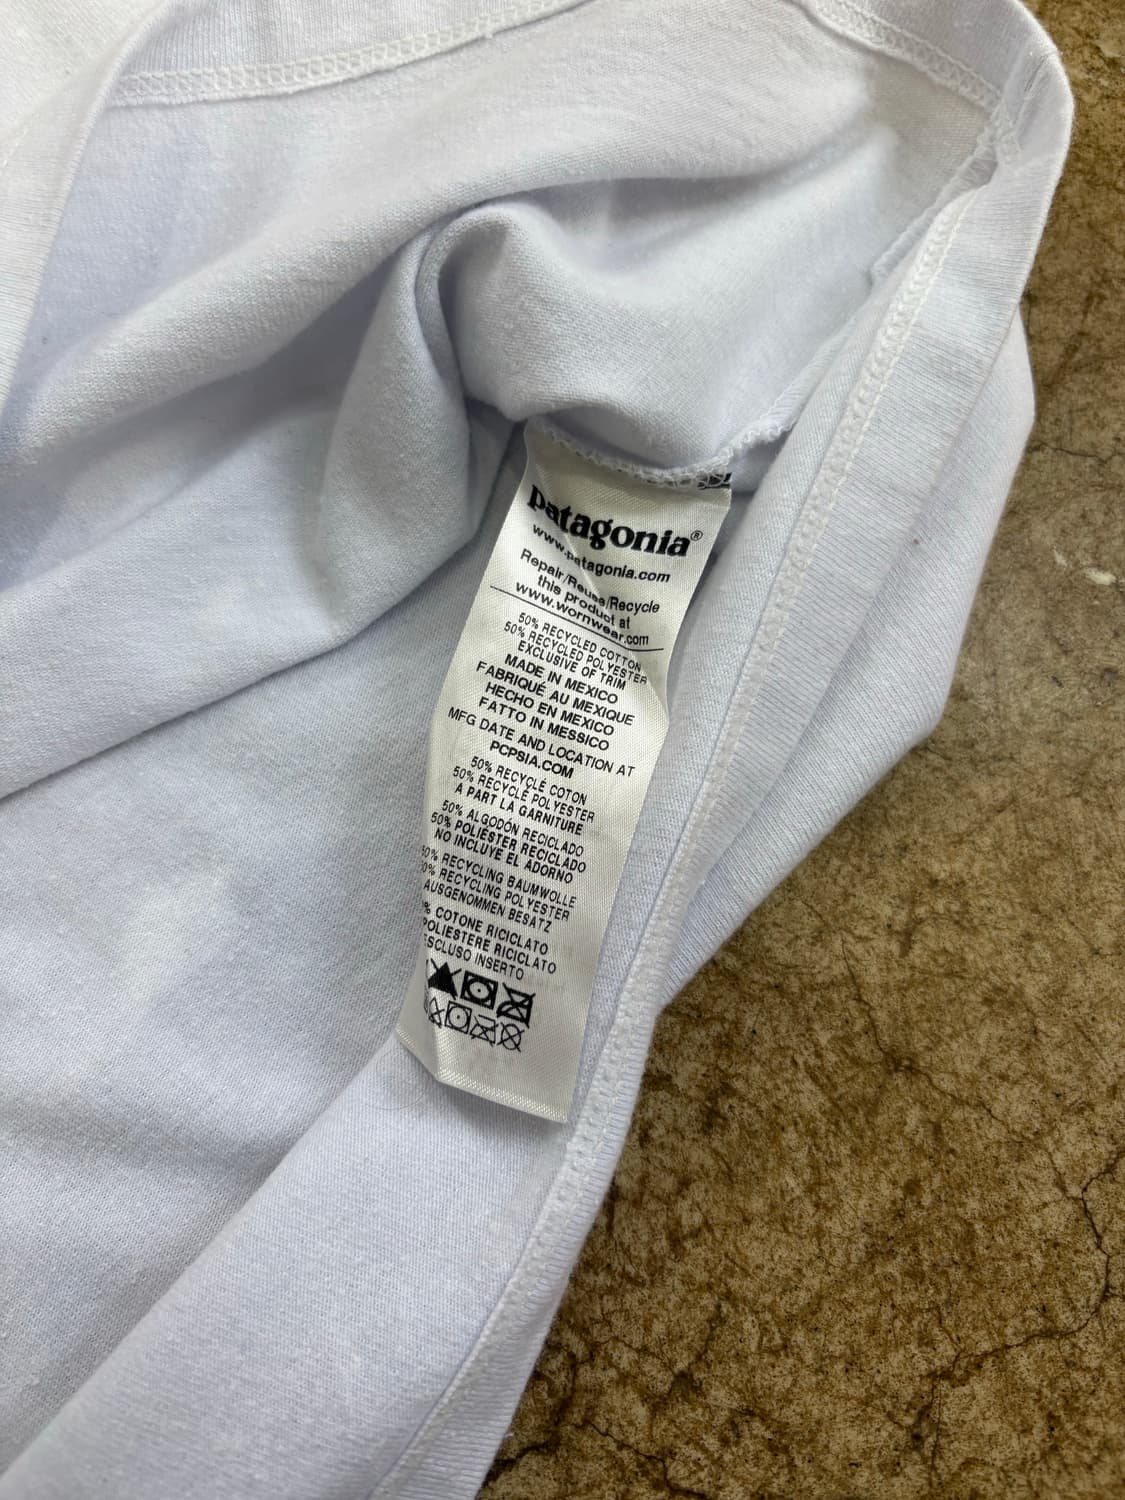 patagonia®
www.patagonia.com
Repair/Reuse/Recycle
this product at
www.wornwear.com
50% RECYCLED COTTON
50% RECYCLED POLYESTER
EXCLUSIVE OF TRIM
MADE IN MEXICO
FABRIQUÉ AU MEXIQUE
HECHO EN MEXICO
FATTO IN MESSICO
MFG DATE AND LOCATION AT
PCPSIA.COM
50% RECYCLÉ COTON
50% RECYCLÉ POLYESTER
A PART LA GARNITURE
50% ALGODÓN RECICLADO
50% POLIÉSTER RECICLADO
NO INCLUYE EL ADORNO
50% RECYCLING BAUMWOLLE
50% RECYCLING POLYESTER
AUSGENOMMEN BESATZ
% COTONE RICICLATO
POLIESTERE RICICLATO
ESCLUSO INSERTO